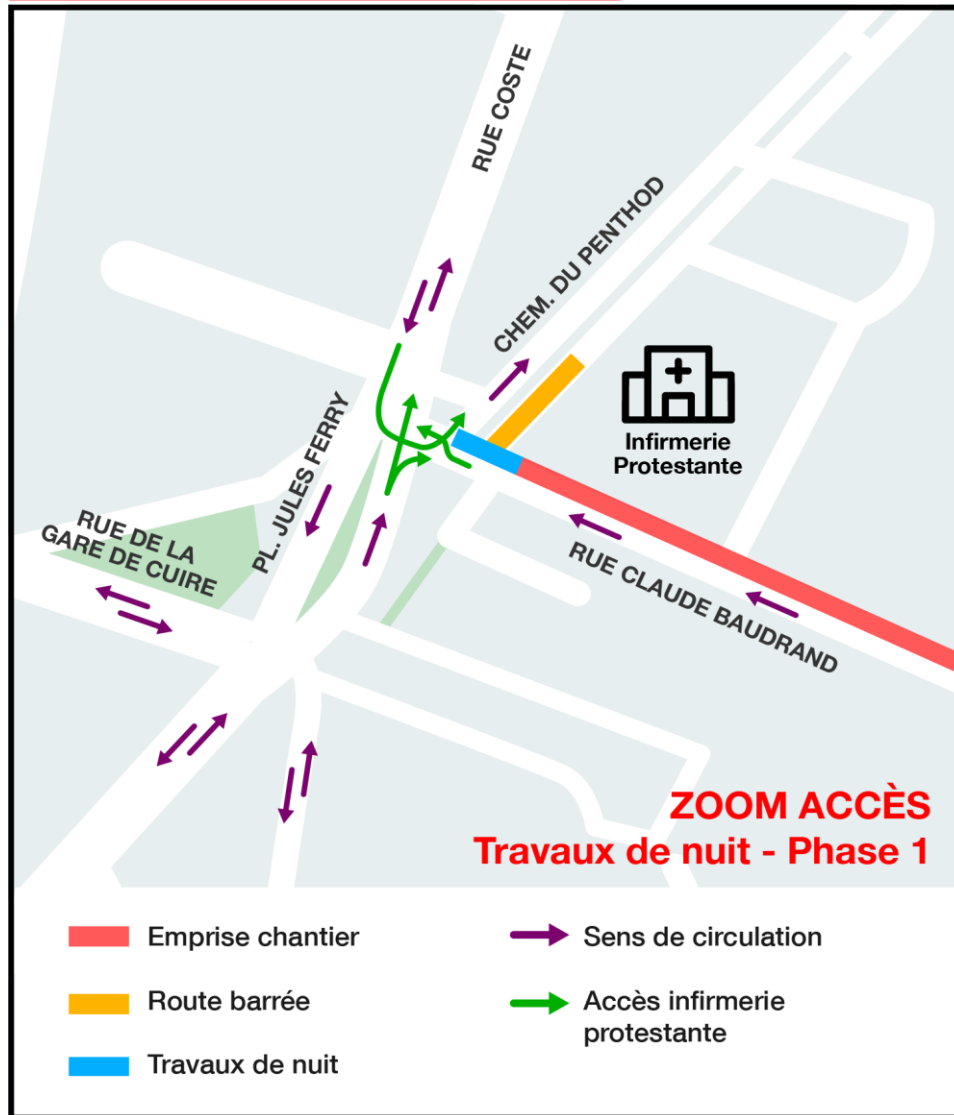 RUE COSTE
CHEM. DU PENTHOD
Infirmerie
Protestante
PL. JULES FERRY
RUE DE LA
GARE DE CUIRE
RUE CLAUDE BAUDRAND
ZOOM ACCÈS
Travaux de nuit - Phase 1
Emprise chantier
Route barrée
Travaux de nuit
Sens de circulation
Accès infirmerie
protestante